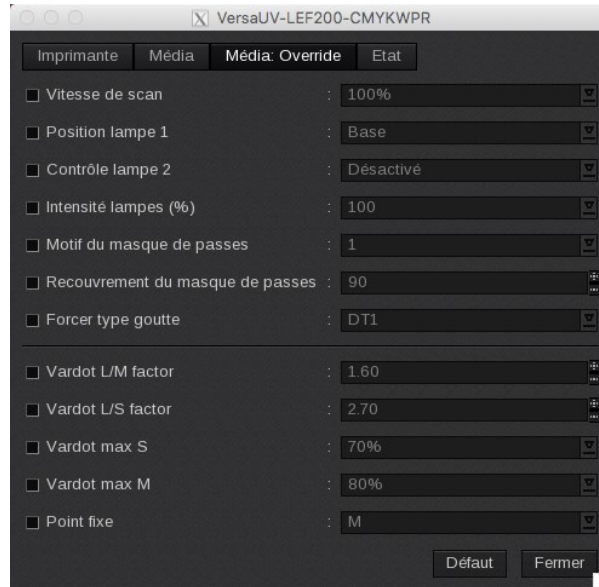 VersaUV-LEF200-CMYKWPR
Imprimante Média Média: Override Etat
Vitesse de scan : 100%
Position lampe 1 : Base
Contrôle lampe 2 : Désactivé
Intensité lampes (%) : 100
Motif du masque de passes : 1
Recouvrement du masque de passes : 90
Forcer type goutte : DT1
Vardot L/M factor : 1.60
Vardot L/S factor : 2.70
Vardot max S : 70%
Vardot max M : 80%
Point fixe : M
Défaut Fermer